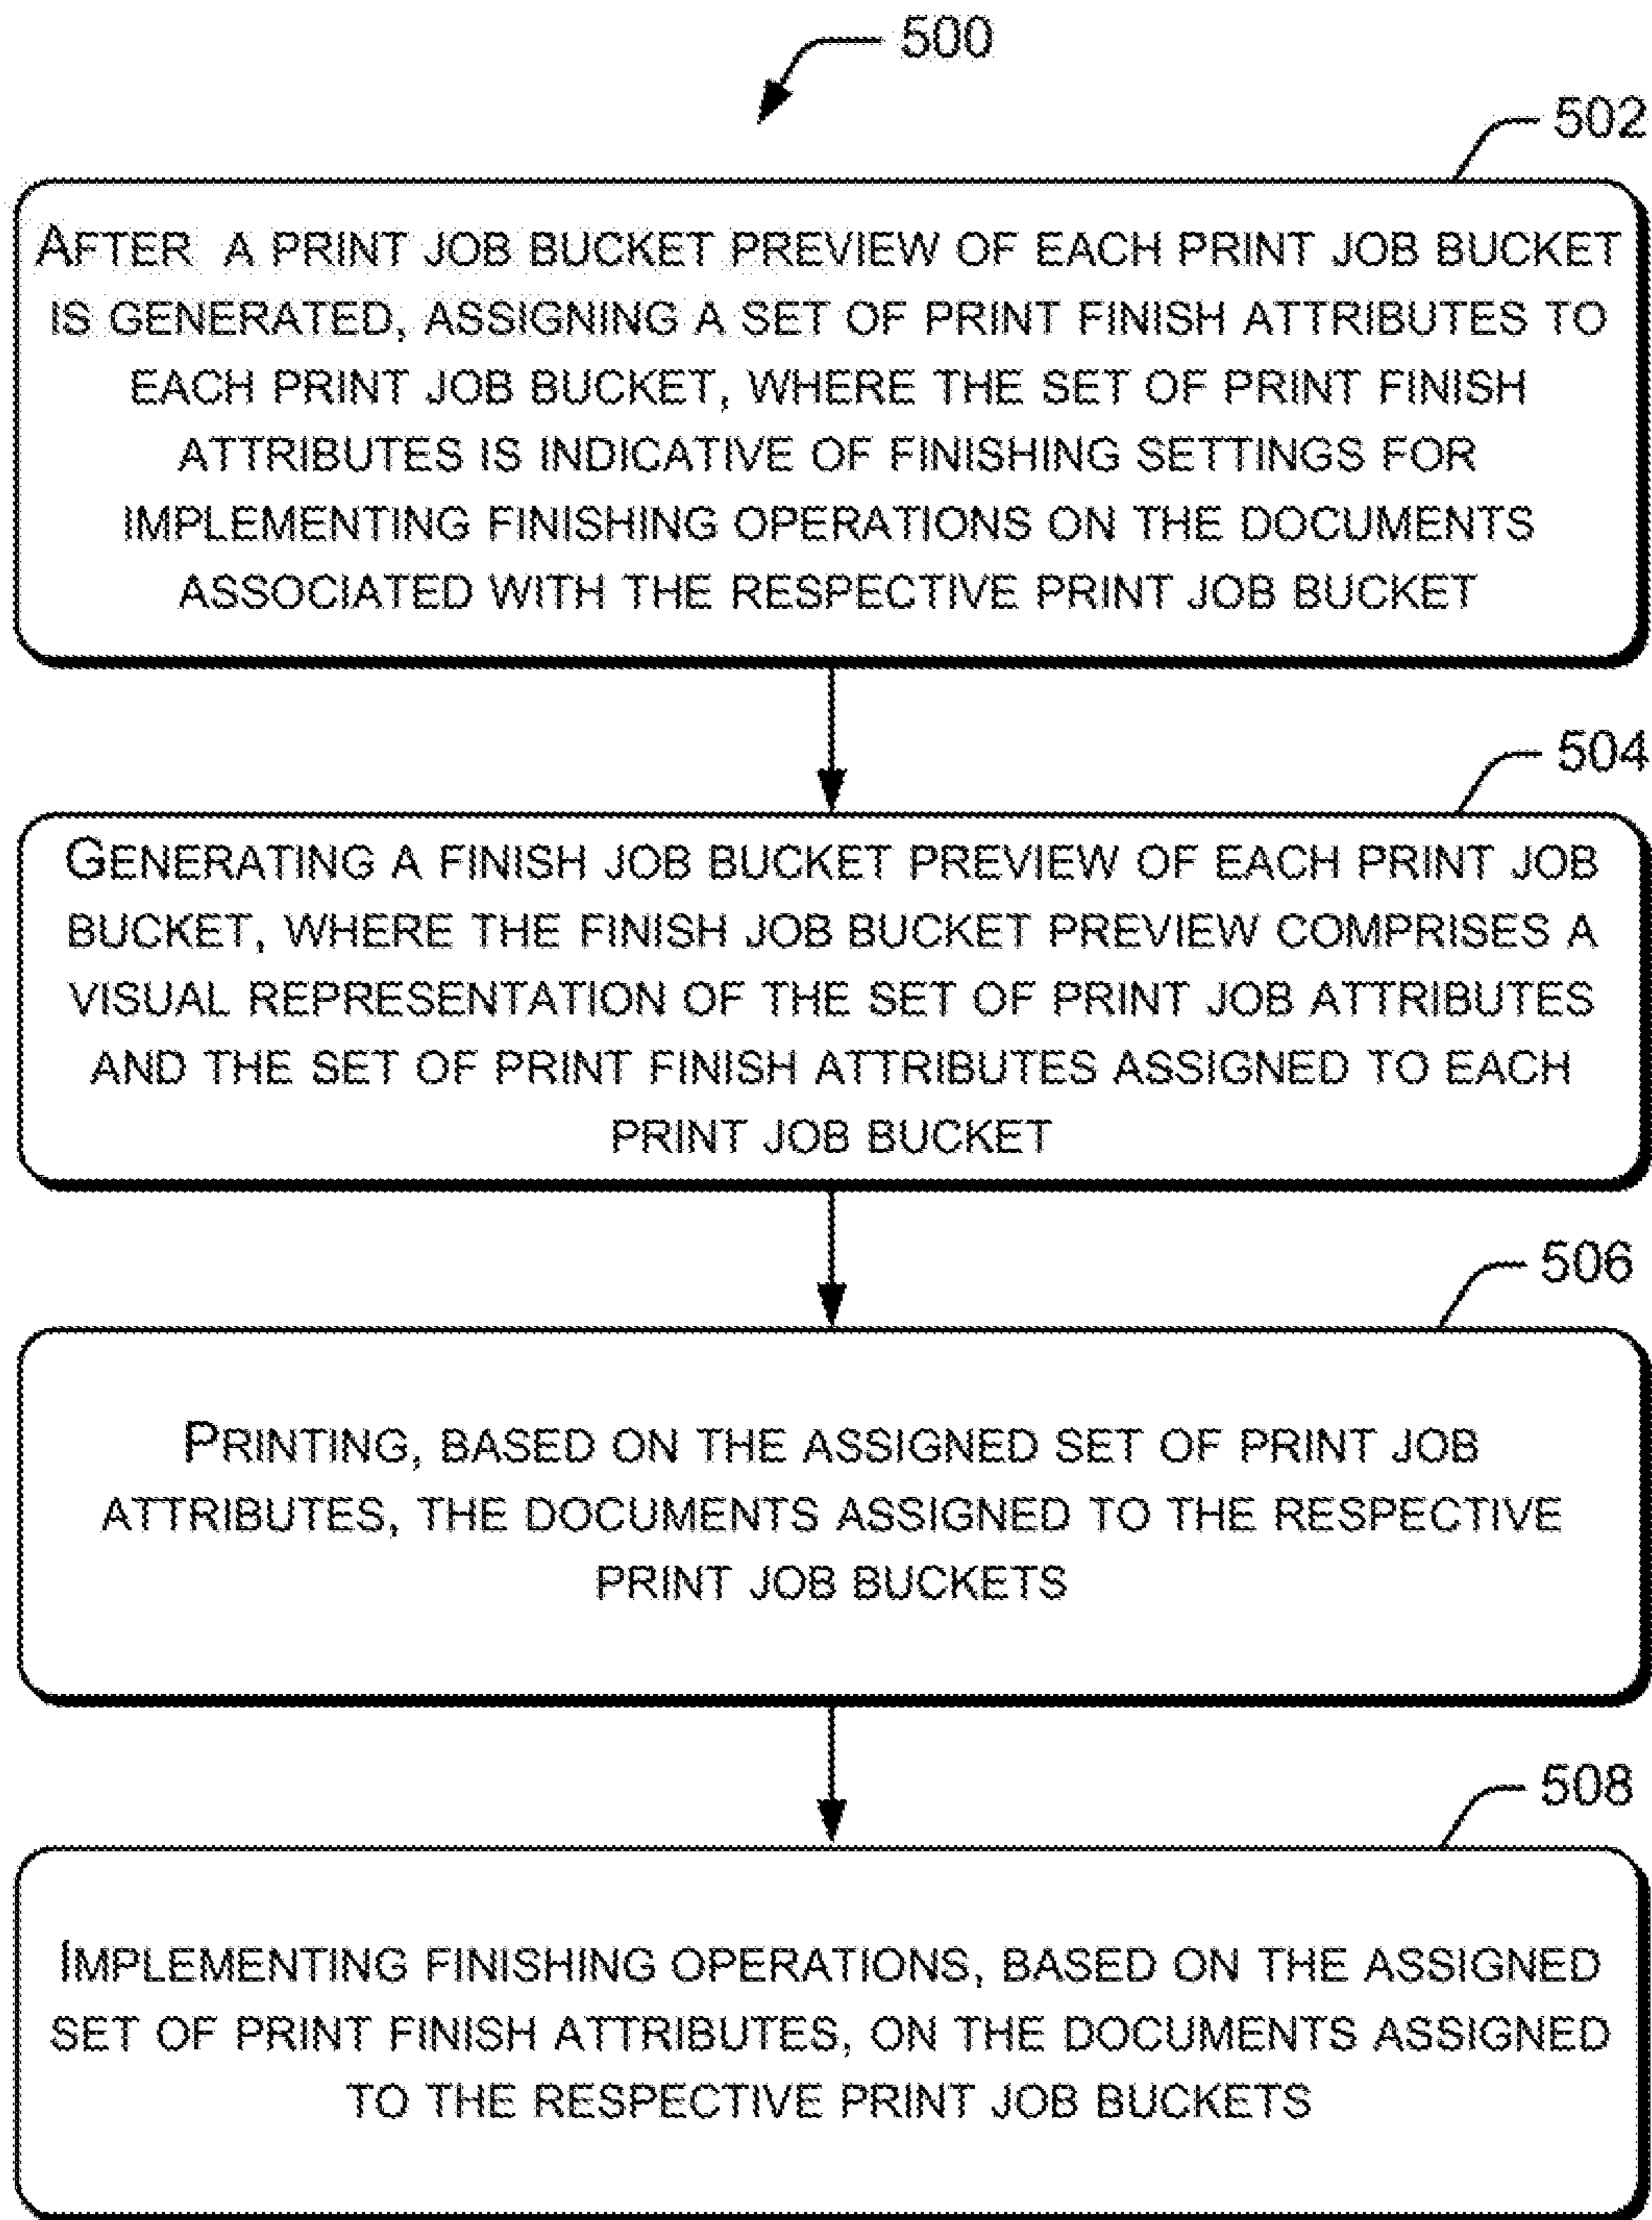 500
502
AFTER A PRINT JOB BUCKET PREVIEW OF EACH PRINT JOB BUCKET
IS GENERATED, ASSIGNING A SET OF PRINT FINISH ATTRIBUTES TO
EACH PRINT JOB BUCKET, WHERE THE SET OF PRINT FINISH
ATTRIBUTES IS INDICATIVE OF FINISHING SETTINGS FOR
IMPLEMENTING FINISHING OPERATIONS ON THE DOCUMENTS
ASSOCIATED WITH THE RESPECTIVE PRINT JOB BUCKET
504
GENERATING A FINISH JOB BUCKET PREVIEW OF EACH PRINT JOB
BUCKET, WHERE THE FINISH JOB BUCKET PREVIEW COMPRISES A
VISUAL REPRESENTATION OF THE SET OF PRINT JOB ATTRIBUTES
AND THE SET OF PRINT FINISH ATTRIBUTES ASSIGNED TO EACH
PRINT JOB BUCKET
506
PRINTING, BASED ON THE ASSIGNED SET OF PRINT JOB
ATTRIBUTES, THE DOCUMENTS ASSIGNED TO THE RESPECTIVE
PRINT JOB BUCKETS
508
IMPLEMENTING FINISHING OPERATIONS, BASED ON THE ASSIGNED
SET OF PRINT FINISH ATTRIBUTES, ON THE DOCUMENTS ASSIGNED
TO THE RESPECTIVE PRINT JOB BUCKETS